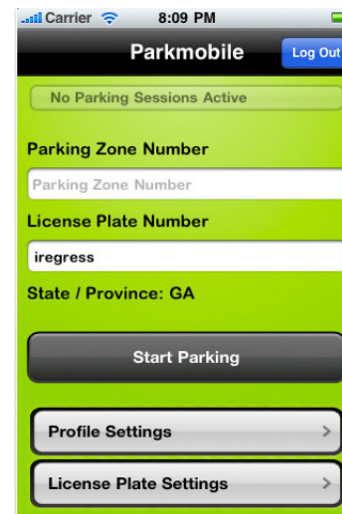 Carrier 8:09 PM
Parkmobile Log Out
No Parking Sessions Active
Parking Zone Number
Parking Zone Number
License Plate Number
iregress
State / Province: GA
Start Parking
Profile Settings
License Plate Settings